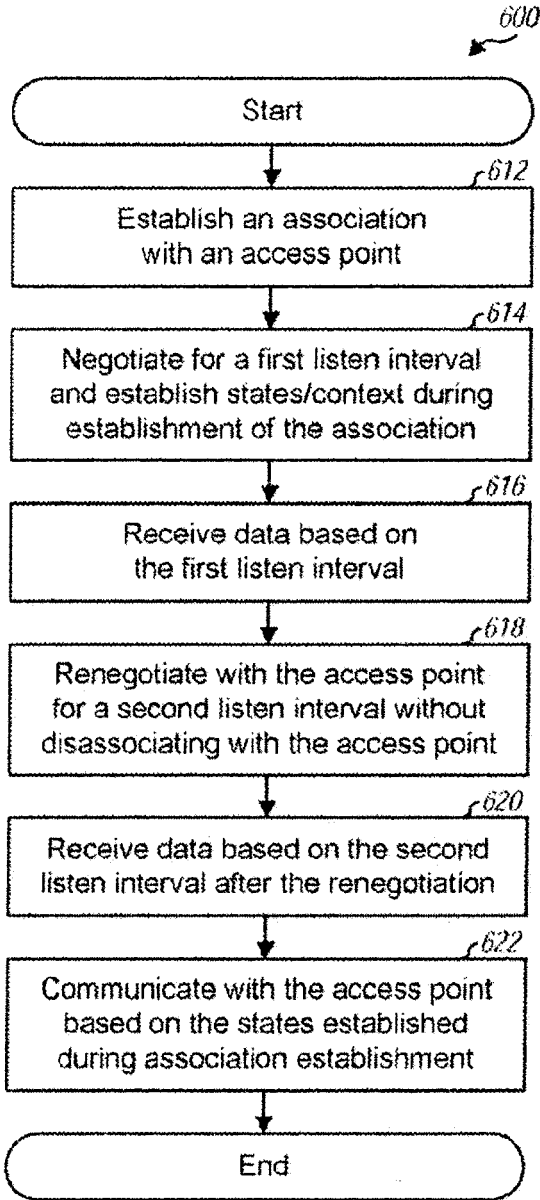 600
Start
612
Establish an association
with an access point
614
Negotiate for a first listen interval
and establish states/context during
establishment of the association
616
Receive data based on
the first listen interval
618
Renegotiate with the access point
for a second listen interval without
disassociating with the access point
620
Receive data based on the second
listen interval after the renegotiation
622
Communicate with the access point
based on the states established
during association establishment
End